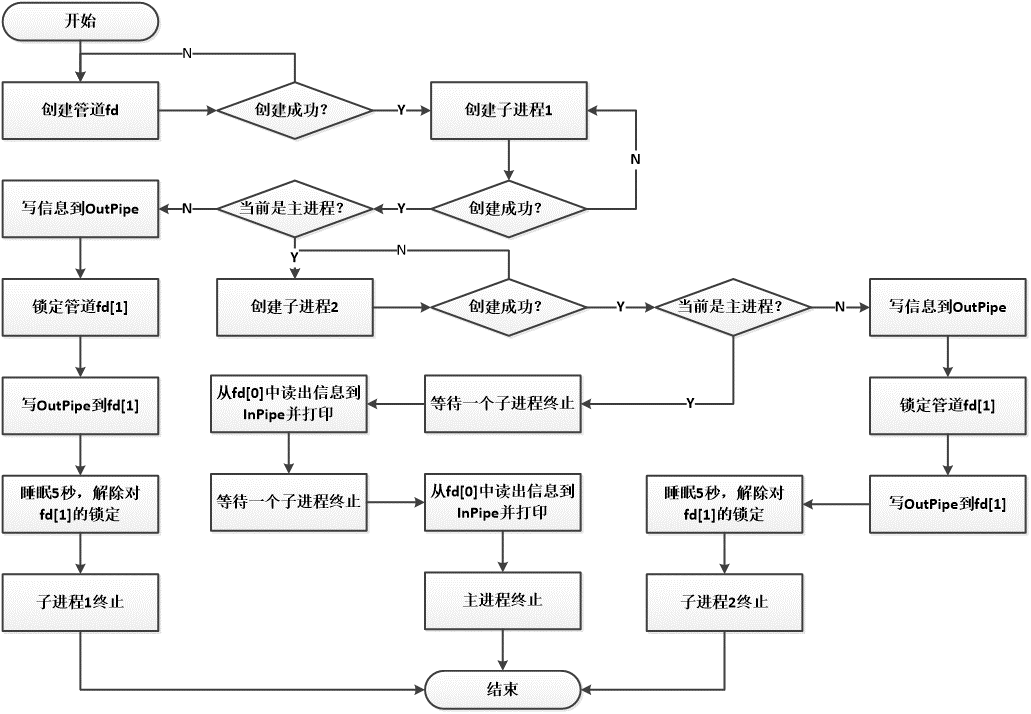 开始
N
创建管道fd
创建成功？
Y
创建子进程1
N
写信息到OutPipe
N
当前是主进程？
Y
创建成功？
Y
N
锁定管道fd[1]
创建子进程2
创建成功？
Y
当前是主进程？
N
写信息到OutPipe
写OutPipe到fd[1]
从fd[0]中读出信息到
InPipe并打印
等待一个子进程终止
Y
锁定管道fd[1]
睡眠5秒，解除对
fd[1]的锁定
等待一个子进程终止
从fd[0]中读出信息到
InPipe并打印
睡眠5秒，解除对
fd[1]的锁定
写OutPipe到fd[1]
子进程1终止
主进程终止
子进程2终止
结束